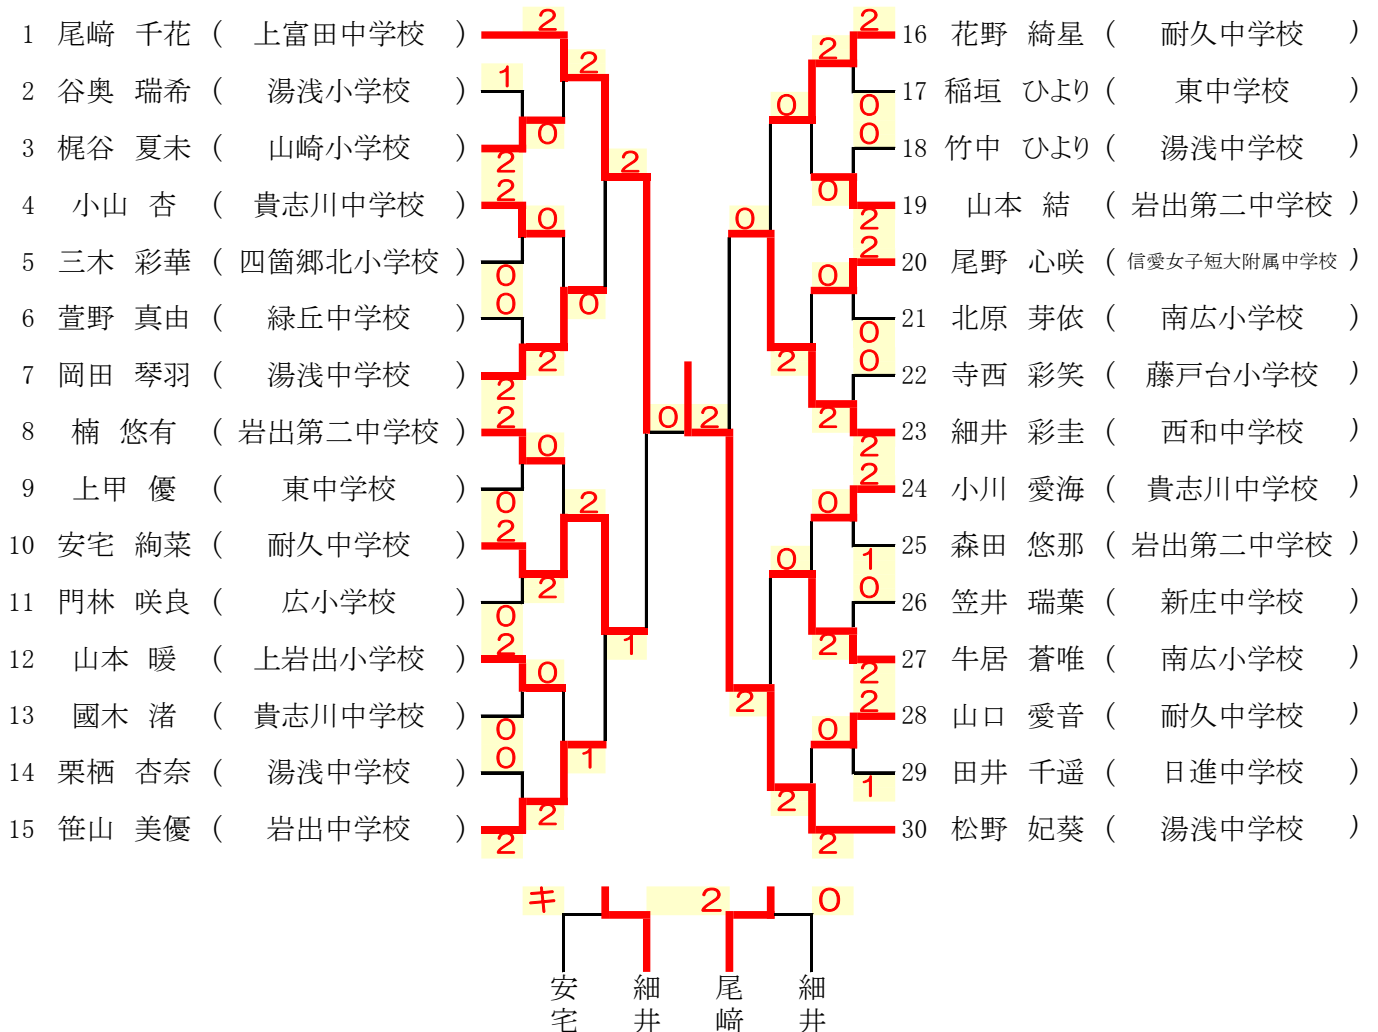 1 尾﨑 千花 ( 上富田中学校 )
2 谷奥 瑞希 ( 湯浅小学校 )
3 梶谷 夏未 ( 山崎小学校 )
4 小山 杏 ( 貴志川中学校 )
5 三木 彩華 ( 四箇郷北小学校 )
6 萱野 真由 ( 緑丘中学校 )
7 岡田 琴羽 ( 湯浅中学校 )
8 楠 悠有 ( 岩出第二中学校 )
9 上甲 優 ( 東中学校 )
10 安宅 絢菜 ( 耐久中学校 )
11 門林 咲良 ( 広小学校 )
12 山本 暖 ( 上岩出小学校 )
13 國木 渚 ( 貴志川中学校 )
14 栗栖 杏奈 ( 湯浅中学校 )
15 笹山 美優 ( 岩出中学校 )
2
1
2
2
0
0
2
2
0
2
0
2
0
0
2
2
0
0
2
0
2
0
2
0
2
1
2
1
0
2
0
2
0
2
0
2
2
0
0
2
0
2
0
2
2
0
0
2
2
0
0
2
2
1
0
2
2
1
2
16 花野 綺星 ( 耐久中学校 )
17 稲垣 ひより ( 東中学校 )
18 竹中 ひより ( 湯浅中学校 )
19 山本 結 ( 岩出第二中学校 )
20 尾野 心咲 ( 信愛女子短大附属中学校 )
21 北原 芽依 ( 南広小学校 )
22 寺西 彩笑 ( 藤戸台小学校 )
23 細井 彩圭 ( 西和中学校 )
24 小川 愛海 ( 貴志川中学校 )
25 森田 悠那 ( 岩出第二中学校 )
26 笠井 瑞葉 ( 新庄中学校 )
27 牛居 蒼唯 ( 南広小学校 )
28 山口 愛音 ( 耐久中学校 )
29 田井 千遥 ( 日進中学校 )
30 松野 妃葵 ( 湯浅中学校 )
キ 2 0
安宅
細井
尾﨑
細井